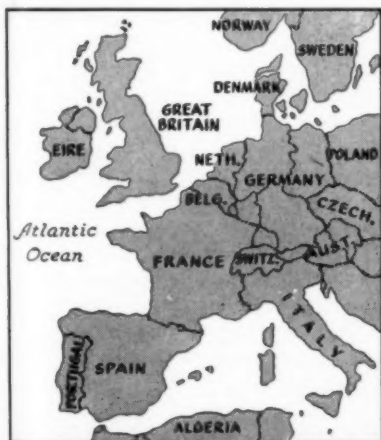 NORWAY
SWEDEN
DENMARK
GREAT
BRITAIN
EIRE
NETH.
POLAND
GERMANY
BELG.
CZECH.
Atlantic
Ocean
FRANCE
SWITZ.
AUST.
ITALY
PORTUGAL
SPAIN
ALGERIA